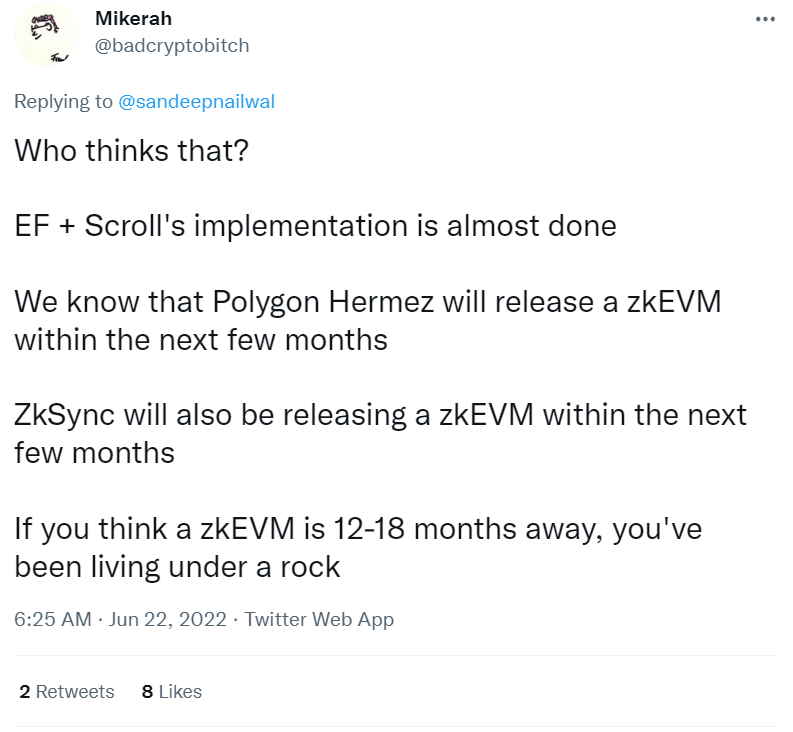 Mikerah
@badcryptobitch
Replying to @sandeepnailwal
Who thinks that?
EF + Scroll's implementation is almost done
We know that Polygon Hermez will release a zkEVM
within the next few months
ZkSync will also be releasing a zkEVM within the next
few months
If you think a zkEVM is 12-18 months away, you've
been living under a rock
6:25 AM · Jun 22, 2022 · Twitter Web App
2 Retweets 8 Likes